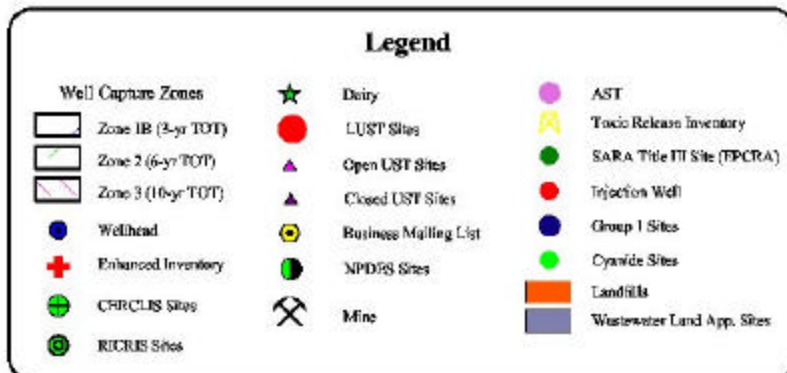 Legend
Well Capture Zones
Zone 1B (3-yr TOT)
Zone 2 (6-yr TOT)
Zone 3 (10-yr TOT)
Wellhead
Enhanced Inventory
CERCLIS Sites
RICRIS Sites
Dairy
LUST Sites
Open UST Sites
Closed UST Sites
Business Mailing List
NPDES Sites
Mine
AST
Toxic Release Inventory
SARA Title III Site (EPCRA)
Injection Well
Group 1 Sites
Cyanide Sites
Landfills
Wastewater Land App. Sites